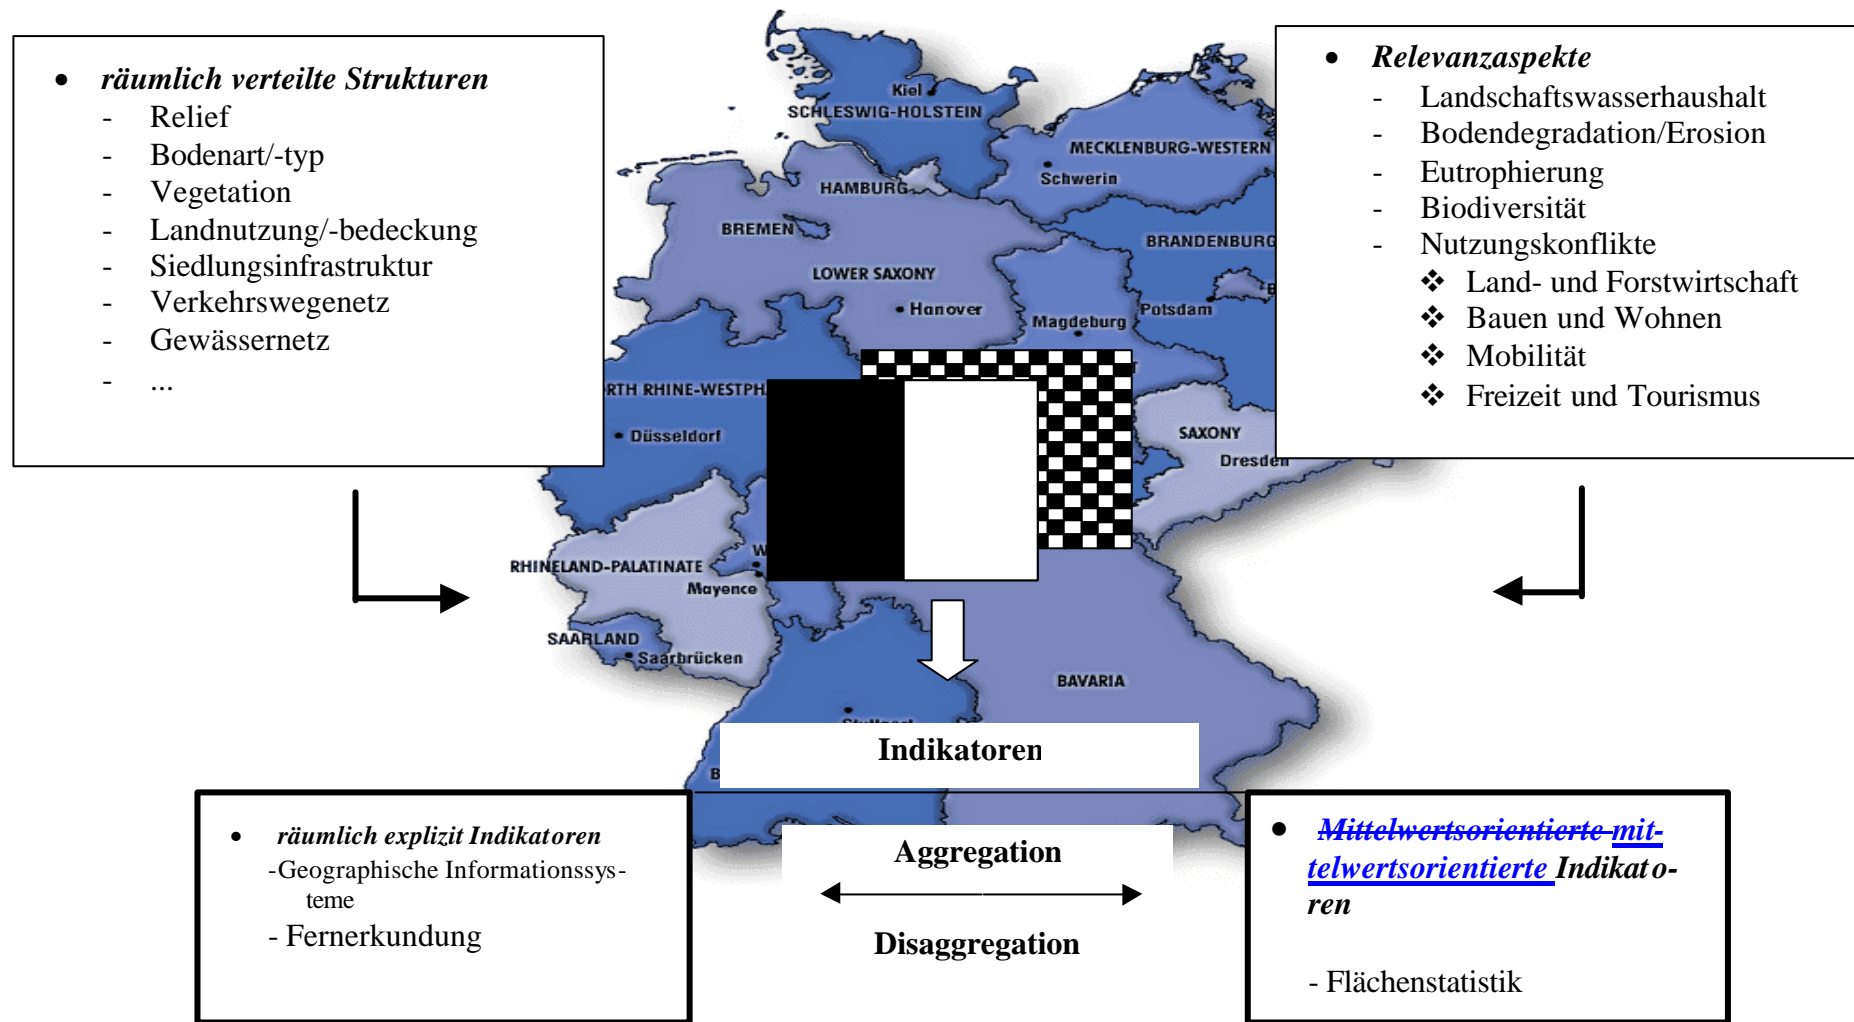 • räumlich verteilte Strukturen
- Relief
- Bodenart/-typ
- Vegetation
- Landnutzung/-bedeckung
- Siedlungsinfrastruktur
- Verkehrswegenetz
- Gewässernetz
- ...
• Relevanzaspekte
- Landschaftswasserhaushalt
- Bodendegradation/Erosion
- Eutrophierung
- Biodiversität
- Nutzungskonflikte
❖ Land- und Forstwirtschaft
❖ Bauen und Wohnen
❖ Mobilität
❖ Freizeit und Tourismus
Kiel
SCHLESWIG-HOLSTEIN
MECKLENBURG-WESTERN
Schwerin
HAMBURG
BREMEN
BRANDENBURG
LOWER SAXONY
Hanover
Potsdam
Magdeburg
RTH RHINE-WESTPH
Düsseldorf
SAXONY
Dresden
W
RHINELAND-PALATINATE
Mayence
SAARLAND
Saarbrücken
BAVARIA
Indikatoren
B
• räumlich explizit Indikatoren
-Geographische Informationssys-
teme
- Fernerkundung
Aggregation
Disaggregation
• Mittelwertsorientierte mit-
telwertsorientierte Indikato-
ren
- Flächenstatistik